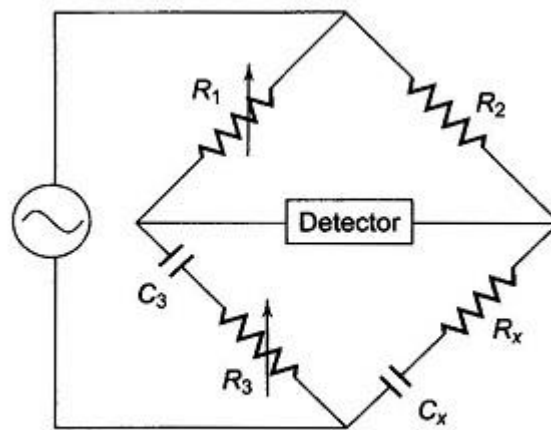 R1
R2
Detector
C3
Rx
R3
Cx